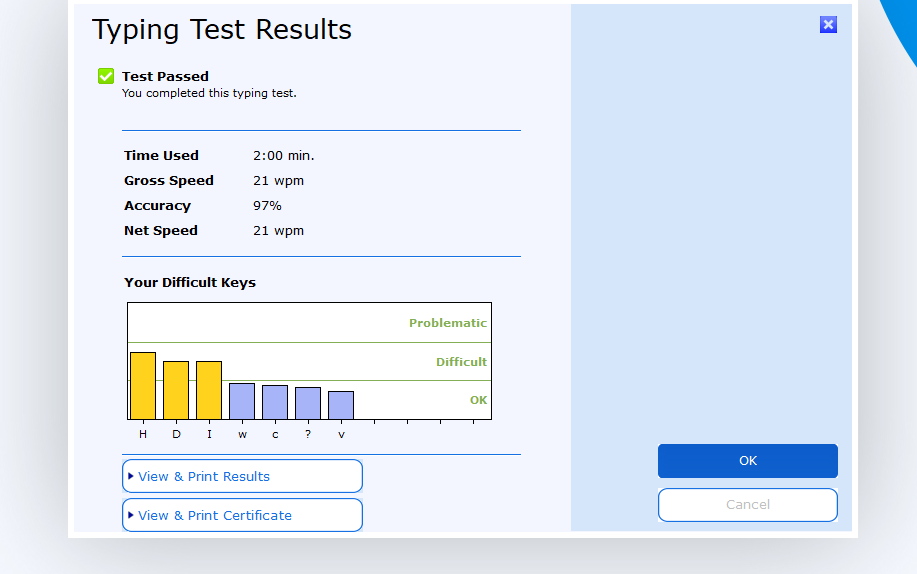 Typing Test Results
Test Passed
You completed this typing test.
Time Used 2:00 min.
Gross Speed 21 wpm
Accuracy 97%
Net Speed 21 wpm
Your Difficult Keys
Problematic
Difficult
OK
H D I w c ? v
View & Print Results
View & Print Certificate
OK
Cancel